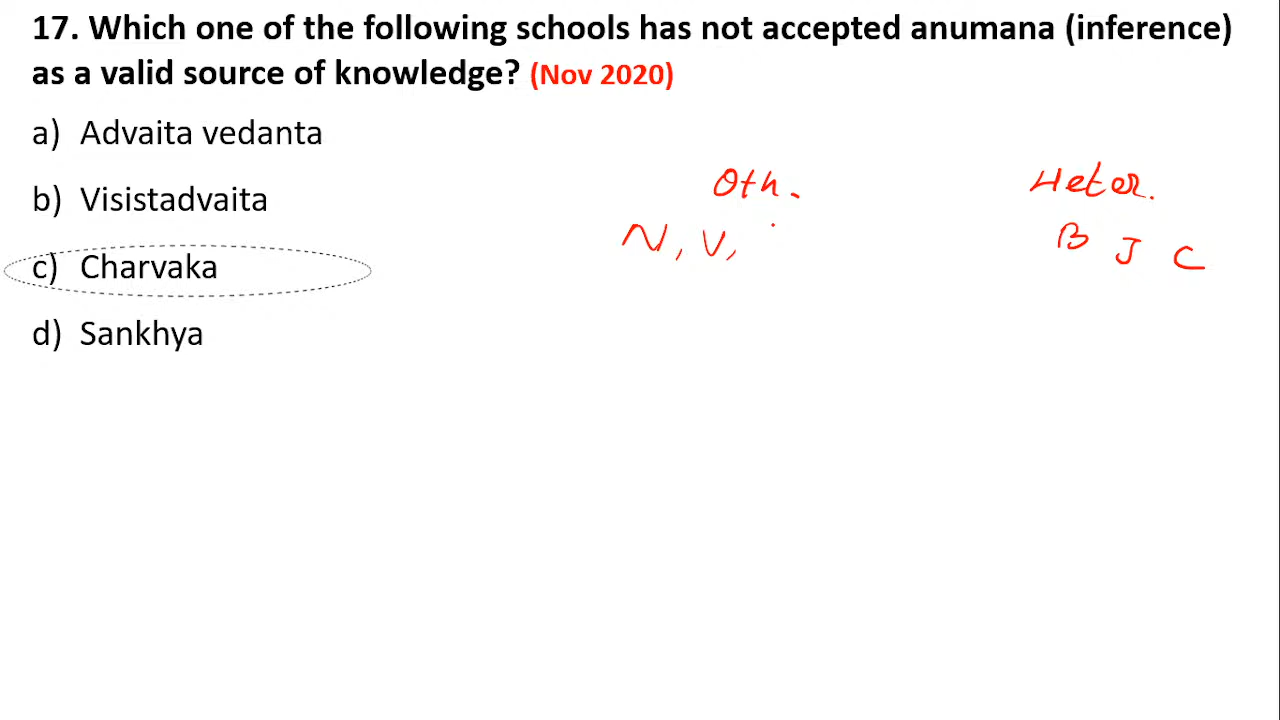 17. Which one of the following schools has not accepted anumana (inference)
as a valid source of knowledge? (Nov 2020)
a) Advaita vedanta
b) Visistadvaita
c) Charvaka
d) Sankhya
Oth.
N, V,
Heter.
B J C